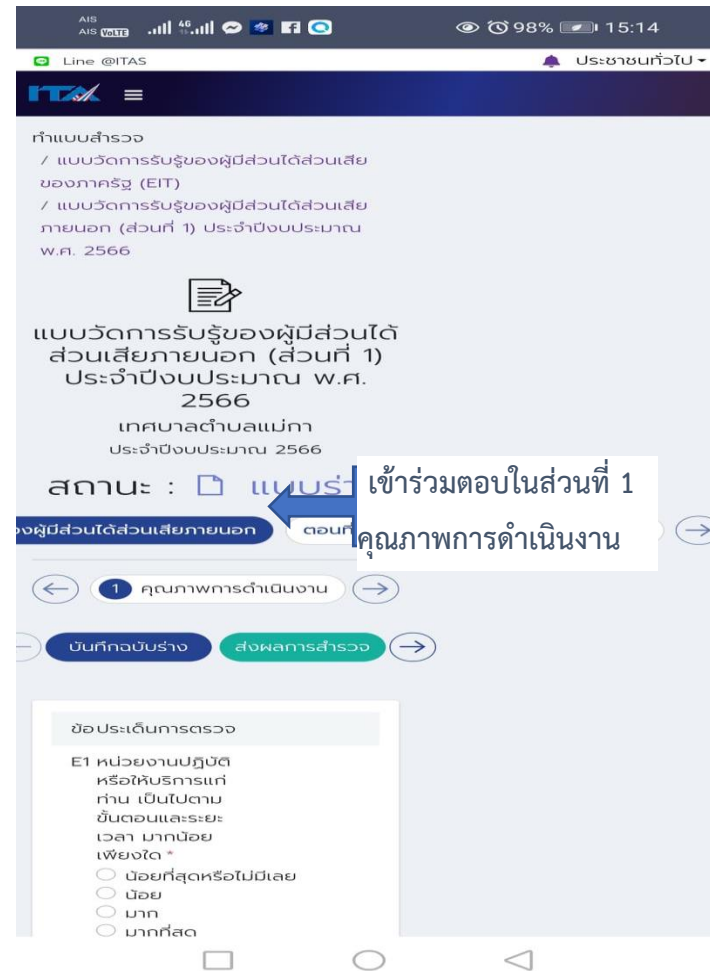 AIS
AIS VoLTE 4G 98% 15:14
Line @ITAS ประชาชนทั่วไป
ITA
ทำแบบสำรวจ
/ แบบวัดการรับรู้ของผู้มีส่วนได้ส่วนเสีย
ของภาครัฐ (EIT)
/ แบบวัดการรับรู้ของผู้มีส่วนได้ส่วนเสีย
ภายนอก (ส่วนที่ 1) ประจำปีงบประมาณ
พ.ศ. 2566
แบบวัดการรับรู้ของผู้มีส่วนได้
ส่วนเสียภายนอก (ส่วนที่ 1)
ประจำปีงบประมาณ พ.ศ.
2566
เทศบาลตำบลแม่กา
ประจำปีงบประมาณ 2566
สถานะ : แบบร่
เข้าร่วมตอบในส่วนที่ 1
คุณภาพการดำเนินงาน
องผู้มีส่วนได้ส่วนเสียภายนอก ตอนที่
1 คุณภาพการดำเนินงาน
บันทึกฉบับร่าง ส่งผลการสำรวจ
ข้อประเด็นการตรวจ
E1 หน่วยงานปฏิบัติ
หรือให้บริการแก่
ท่าน เป็นไปตาม
ขั้นตอนและระยะ
เวลา มากน้อย
เพียงใด *
น้อยที่สุดหรือไม่มีเลย
น้อย
มาก
มากที่สุด